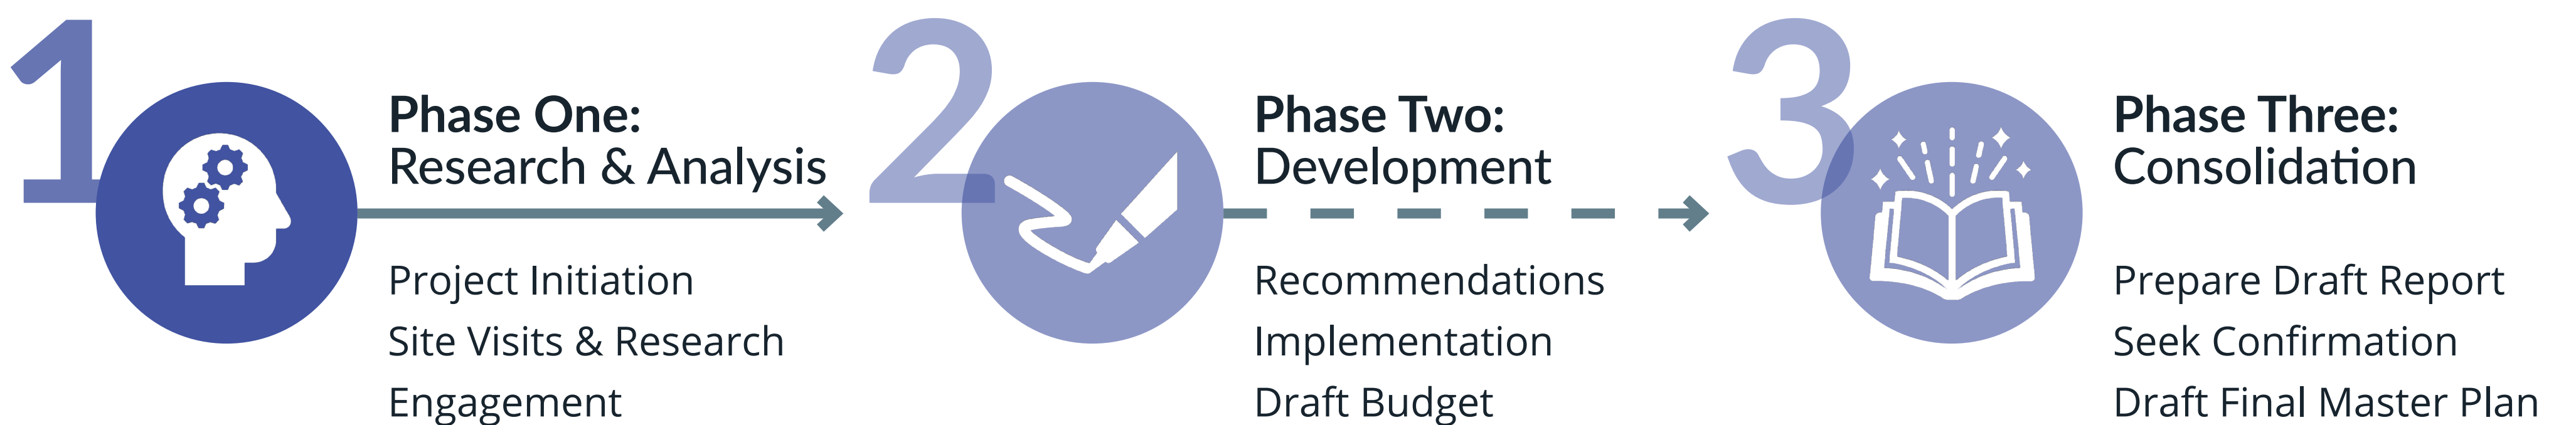 1
Phase One:
Research & Analysis
Project Initiation
Site Visits & Research
Engagement
2
Phase Two:
Development
Recommendations
Implementation
Draft Budget
3
Phase Three:
Consolidation
Prepare Draft Report
Seek Confirmation
Draft Final Master Plan